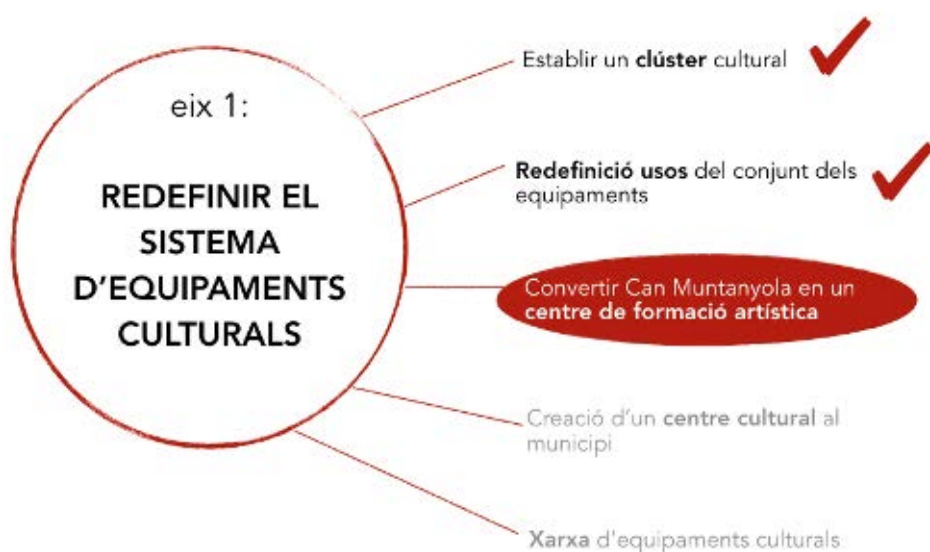 eix 1:
REDEFINIR EL
SISTEMA
D'EQUIPAMENTS
CULTURALS
Establir un clúster cultural
Redefinició usos del conjunt dels
equipaments
Convertir Can Muntanyola en un
centre de formació artística
Creació d'un centre cultural al
municipi
Xarxa d'equipaments culturals